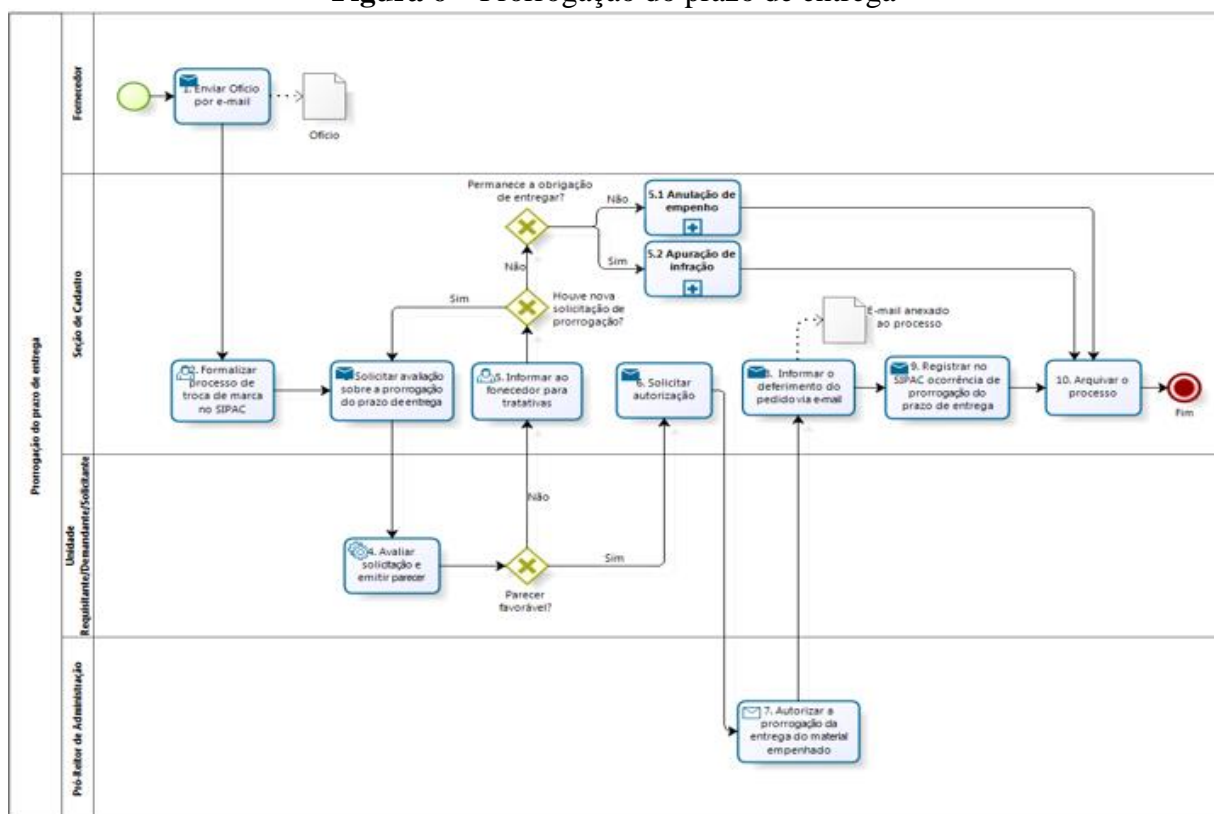 Figura 6 – Prorrogação do prazo de entrega
Prorrogação do prazo de entrega
Fornecedor
1. Enviar Ofício
por e-mail
Ofício
Seção de Cadastro
Permanece a obrigação
de entregar?
Não
5.1 Anulação de
empenho
Sim
5.2 Apuração de
infração
Não
Sim
Houve nova
solicitação de
prorrogação?
E-mail anexado
ao processo
2. Formalizar
processo de
troca de marca
no SIPAC
Solicitar avaliação
sobre a prorrogação
do prazo de entrega
5. Informar ao
fonecedor para
tratativas
6. Solicitar
autorização
8. Informar o
deferimento do
pedido via e-mail
9. Registrar no
SIPAC ocorrência de
prorrogação do
prazo de entrega
10. Arquivar o
processo
Fim
Unidade
Requisitante/Demandante/Solicitante
Não
4. Avaliar
solicitação e
emitir parecer
Sim
Parecer
favorável?
Pró-Reitor de Administração
7. Autorizar a
prorrogação da
entrega do material
empenhado